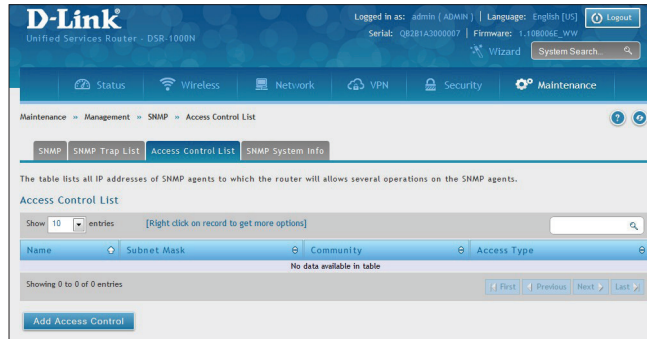 D-Link
Unified Services Router - DSR-1000N
Logged in as: admin ( ADMIN ) | Language: English [US] Logout
Serial: QB2B1A3000007 | Firmware: 1.10B006E_WW
Wizard System Search...
Status Wireless Network VPN Security Maintenance
Maintenance » Management » SNMP » Access Control List
SNMP SNMP Trap List Access Control List SNMP System Info
The table lists all IP addresses of SNMP agents to which the router will allows several operations on the SNMP agents.
Access Control List
Show 10 entries [Right click on record to get more options]
Name Subnet Mask Community Access Type
No data available in table
Showing 0 to 0 of 0 entries First Previous Next Last
Add Access Control